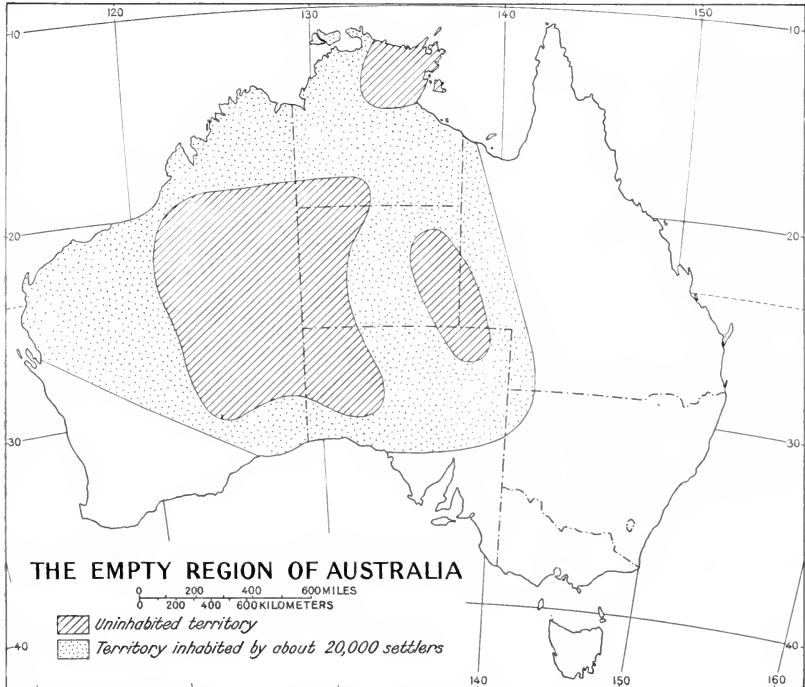 120 130 140 150
10 10
20 20
30 30
THE EMPTY REGION OF AUSTRALIA
0 200 400 600 MILES
0 200 400 600 KILOMETERS
Uninhabited territory
Territory inhabited by about 20,000 settlers
40 40
140 150 160